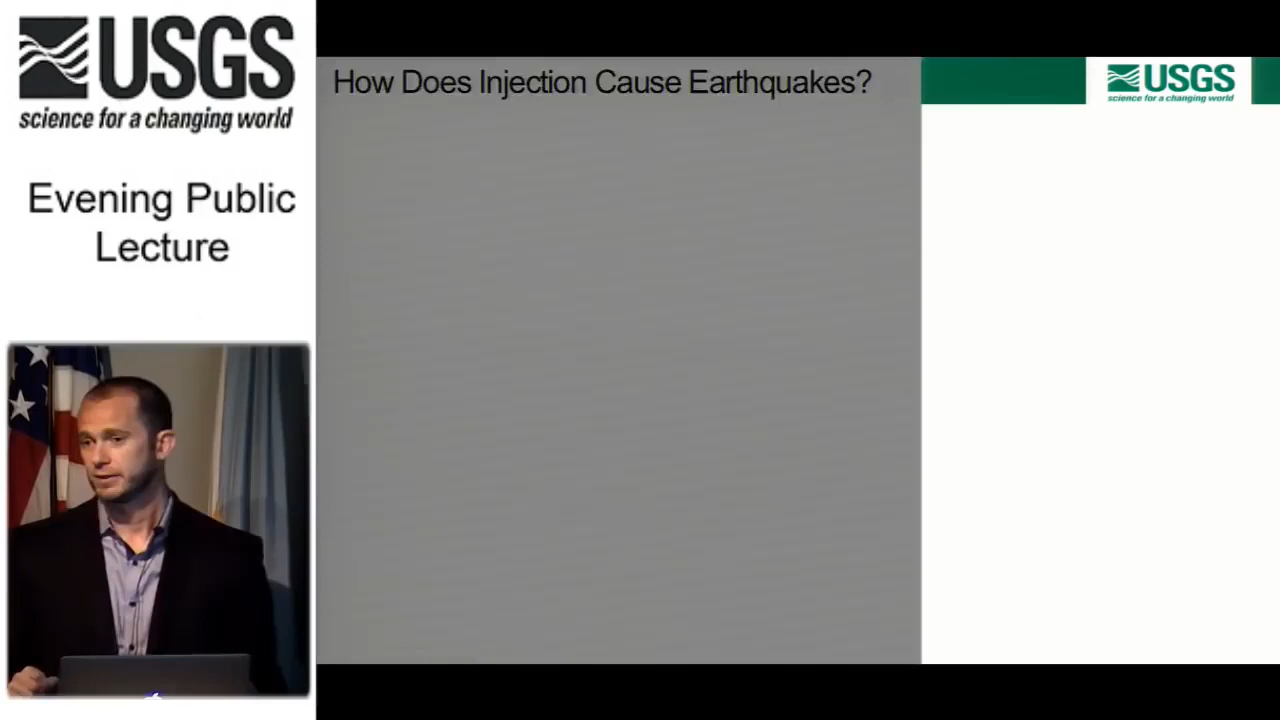 USGS
science for a changing world
Evening Public
Lecture
How Does Injection Cause Earthquakes?
USGS
science for a changing world